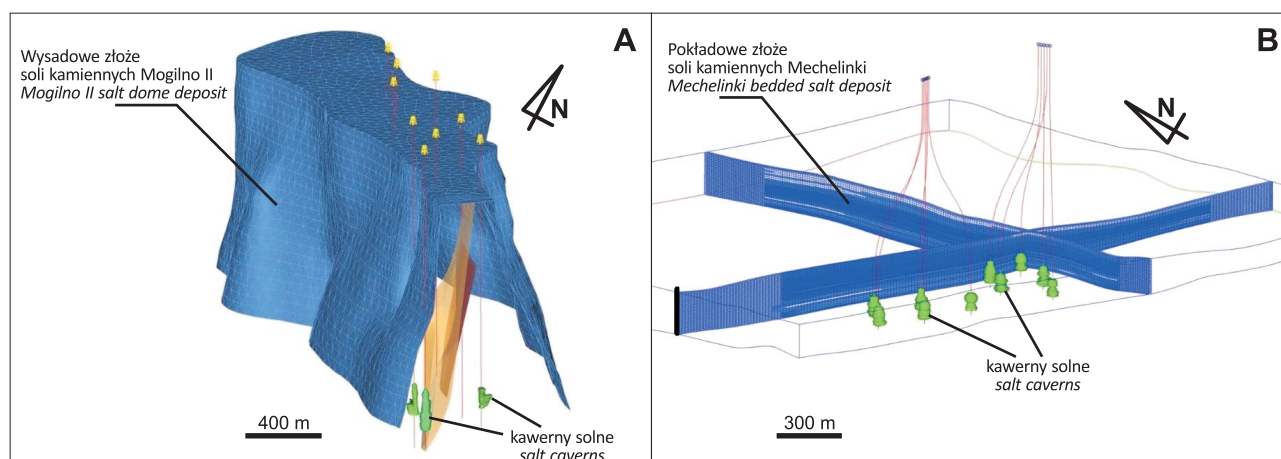 A
Wysadowe złoże
soli kamiennych Mogilno II
Mogilno II salt dome deposit
N
400 m
kawerny solne
salt caverns
B
Pokładowe złoże
soli kamiennych Mechelinki
Mechelinki bedded salt deposit
N
kawerny solne
salt caverns
300 m